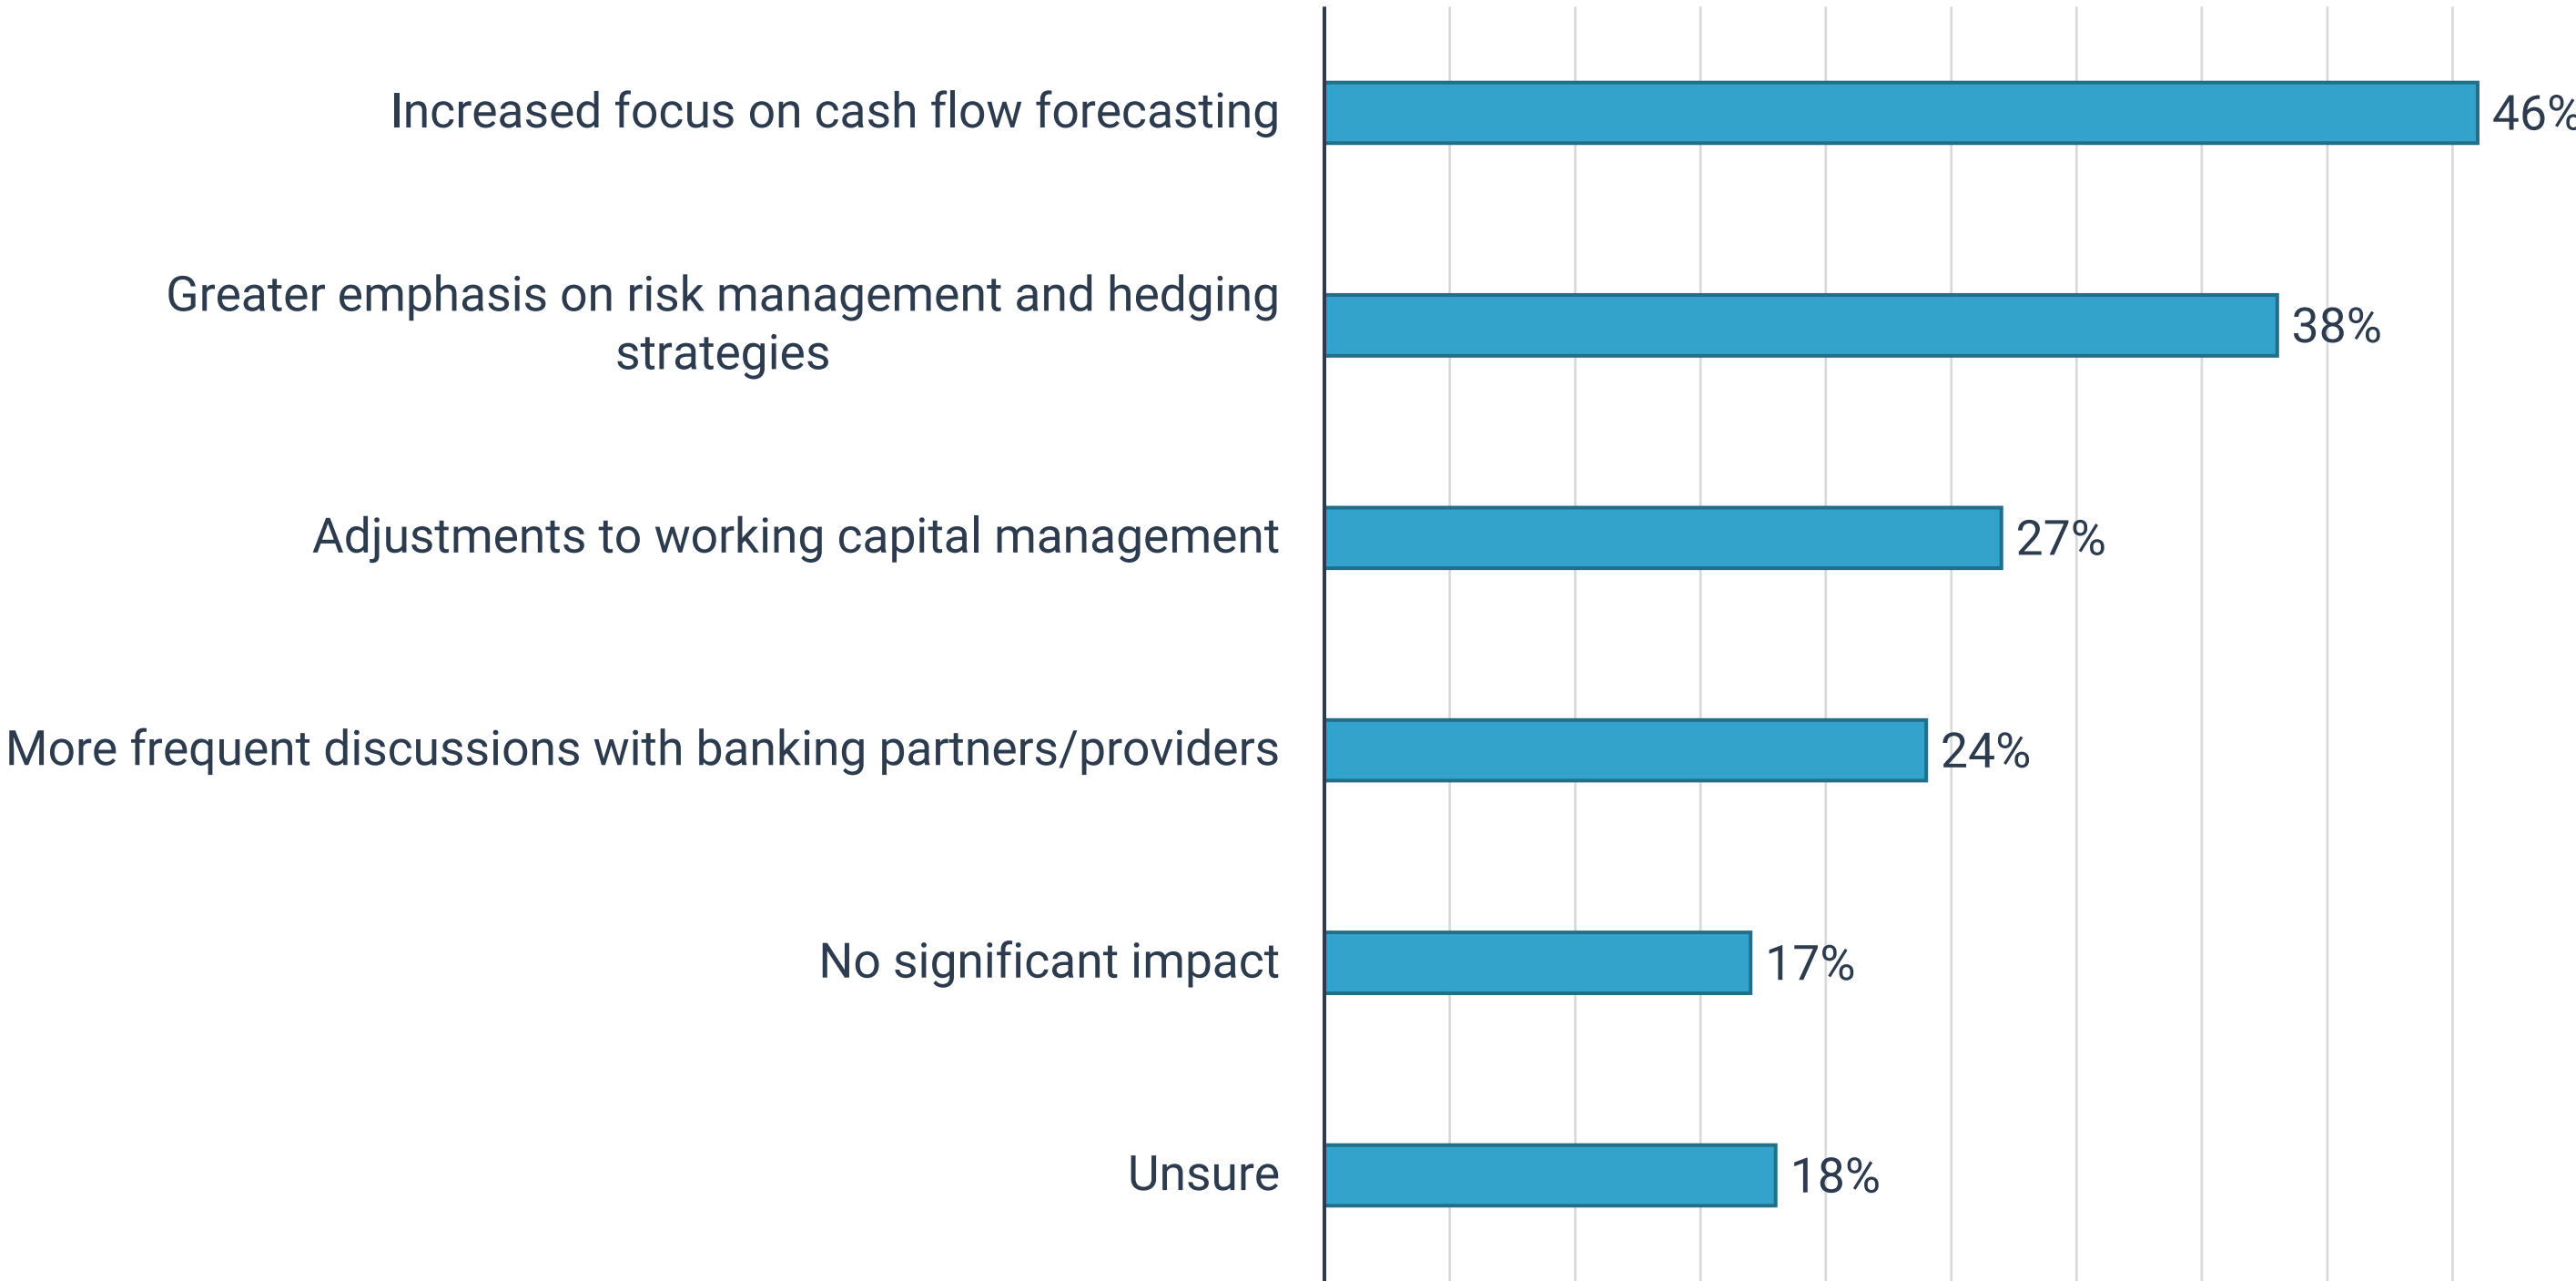 Increased focus on cash flow forecasting
46%
Greater emphasis on risk management and hedging
strategies
38%
Adjustments to working capital management
27%
More frequent discussions with banking partners/providers
24%
No significant impact
17%
Unsure
18%